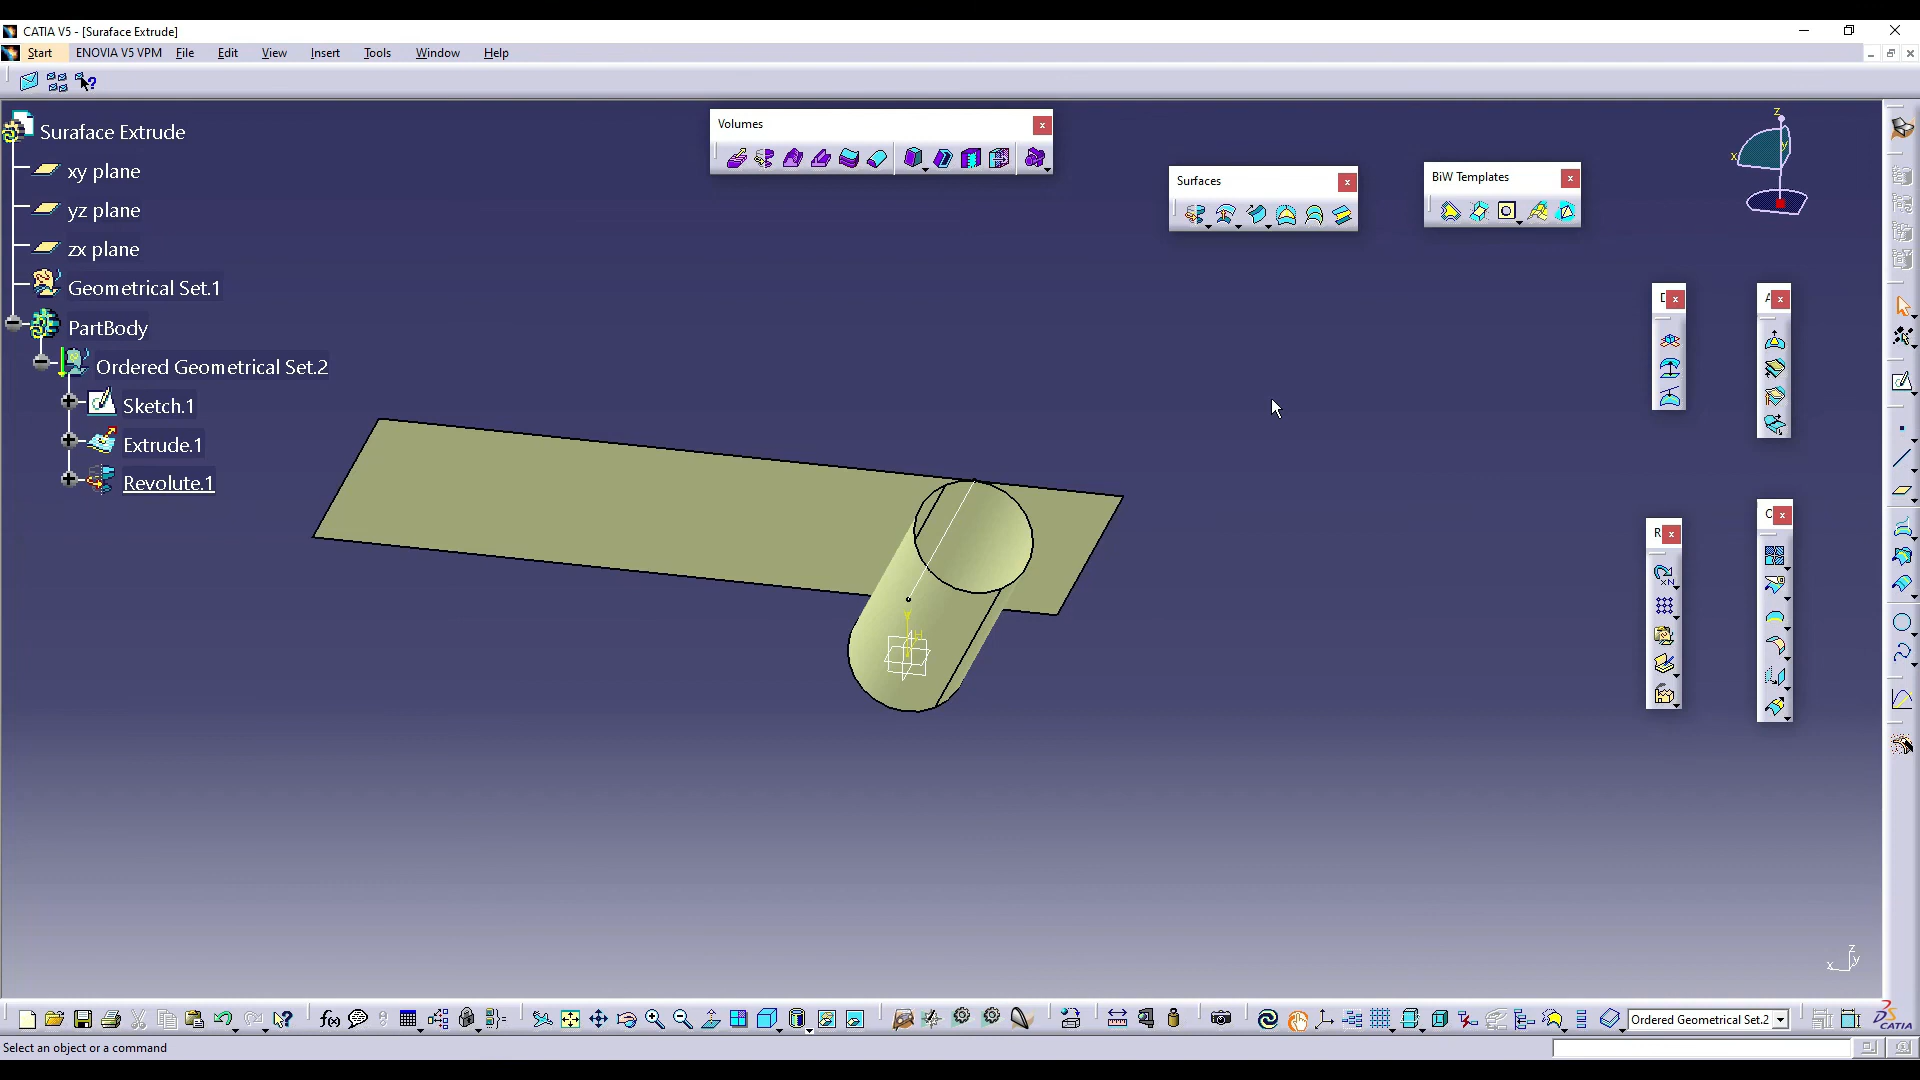 CATIA V5 - [Suraface Extrude]
Start ENOVIA V5 VPM File Edit View Insert Tools Window Help
Suraface Extrude
xy plane
yz plane
zx plane
Geometrical Set.1
PartBody
Ordered Geometrical Set.2
Sketch.1
Extrude.1
Revolute.1
Volumes
Surfaces
BiW Templates
z
x
y
V
H
z
x y
f(x)
Ordered Geometrical Set.2
CATIA
Select an object or a command